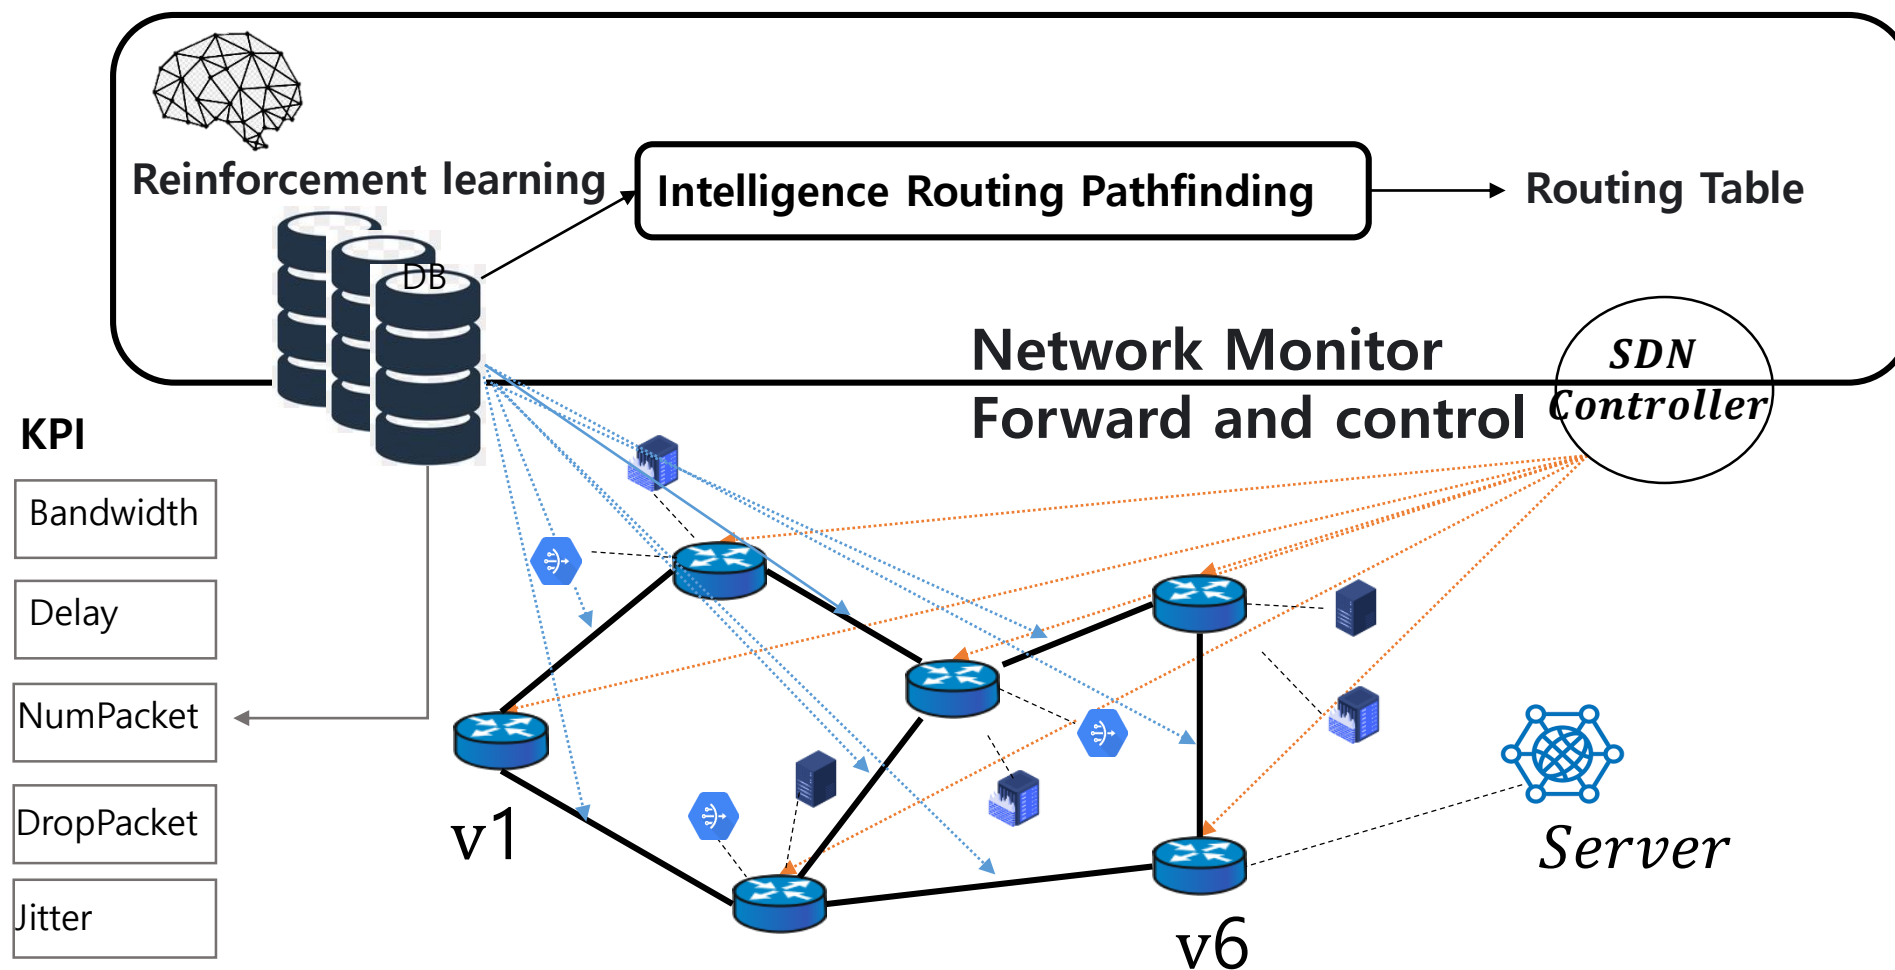 Reinforcement learning
Intelligence Routing Pathfinding
Routing Table
DB
Network Monitor
Forward and control
SDN
Controller
KPI
Bandwidth
Delay
NumPacket
DropPacket
Jitter
v1
v6
Server